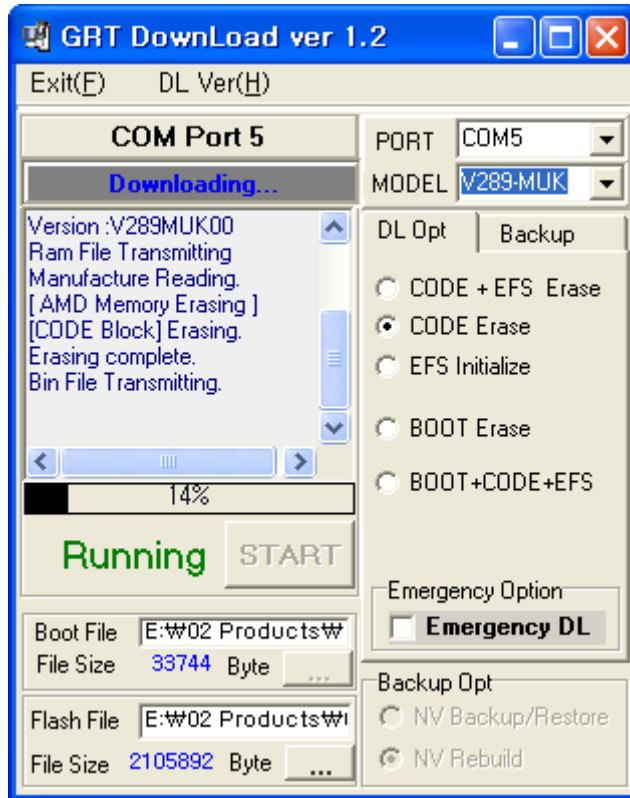 GRT DownLoad ver 1.2
Exit(F) DL Ver(H)
COM Port 5
Downloading...
Version :V289MUK00
Ram File Transmitting
Manufacture Reading.
[ AMD Memory Erasing ]
[CODE Block] Erasing.
Erasing complete.
Bin File Transmitting.
14%
Running START
Boot File E:₩02 Products₩
File Size 33744 Byte ...
Flash File E:₩02 Products₩
File Size 2105892 Byte ...
PORT COM5
MODEL V289-MUK
DL Opt Backup
CODE + EFS Erase
CODE Erase
EFS Initialize
BOOT Erase
BOOT+CODE+EFS
Emergency Option
Emergency DL
Backup Opt
NV Backup/Restore
NV Rebuild